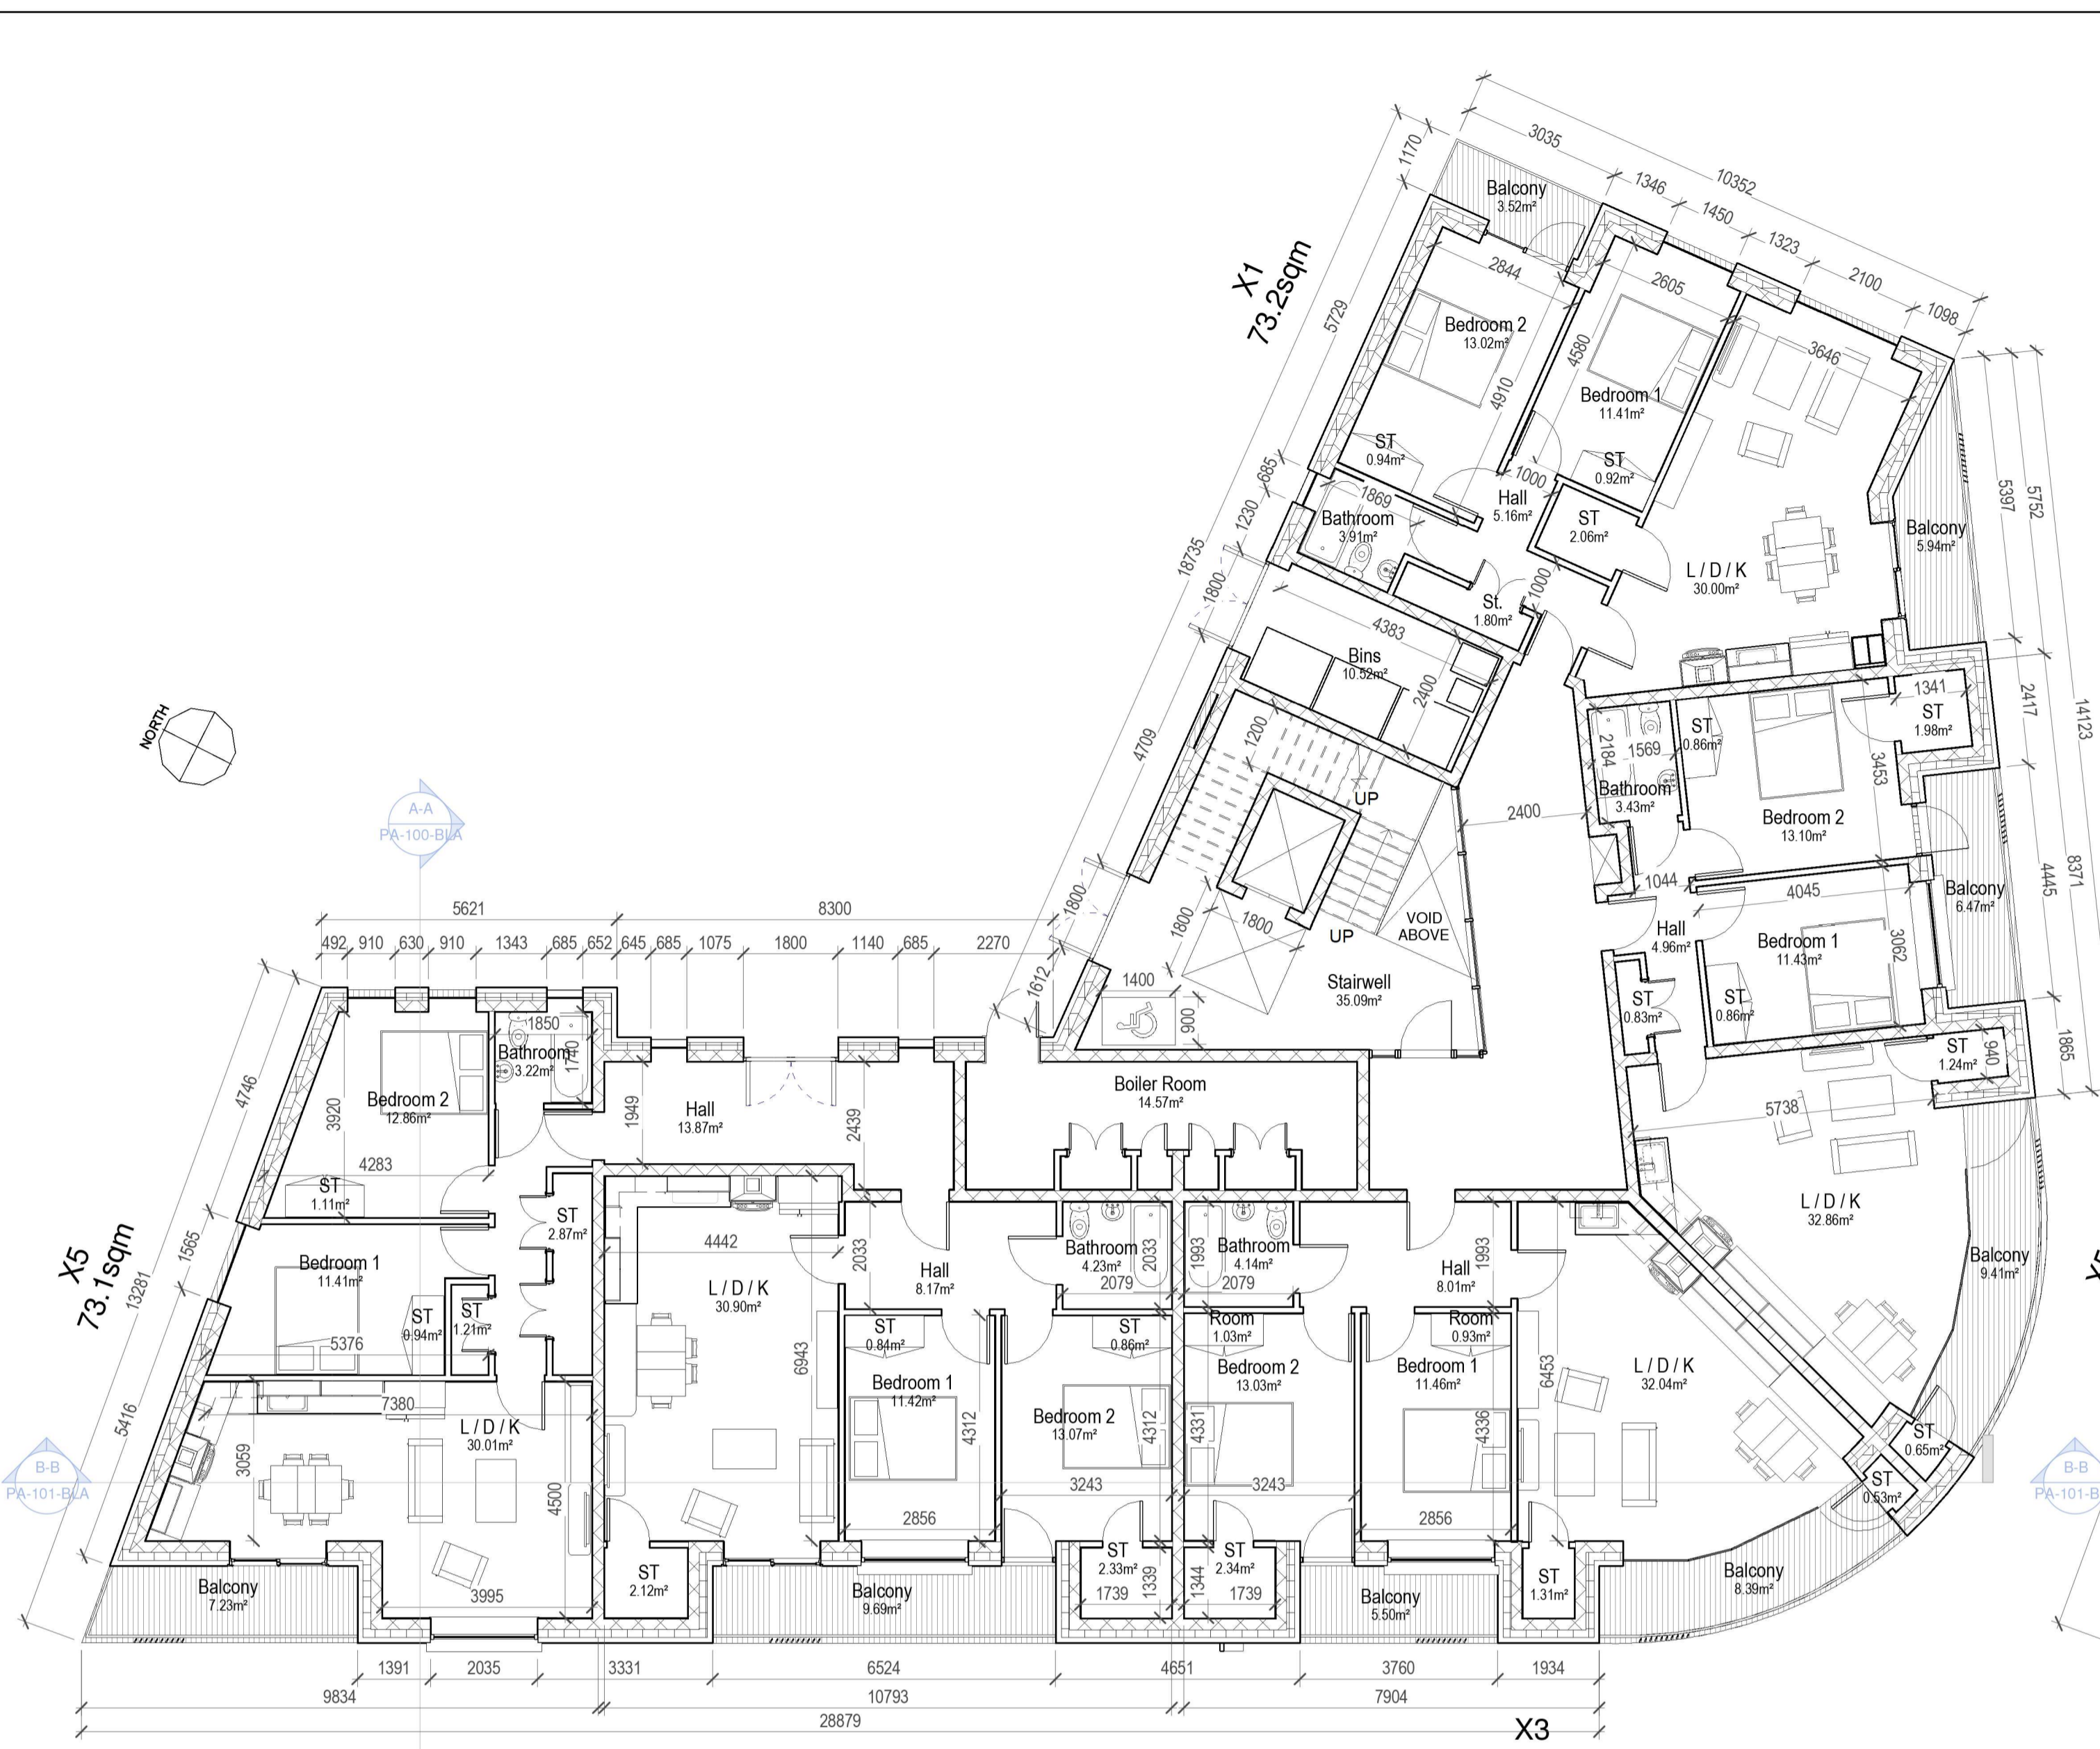 3035
10352
1170
1346
1450
1323
2100
1098
Balcony
3.52m²
X1
73.2sqm
5729
2844
2605
3646
Bedroom 2
13.02m²
4580
4910
Bedroom 1
11.41m²
ST
0.94m²
ST
0.92m²
1000
Hall
5.16m²
ST
2.06m²
L / D / K
30.00m²
Balcony
5.94m²
5397
5752
685
1230
1869
Bathroom
3.91m²
18735
1800
1000
St.
1.80m²
4383
Bins
10.52m²
2400
4709
1200
UP
UP
VOID
ABOVE
2400
1800
1800
1800
1612
1400
900
Stairwell
35.09m²
2184
1569
Bathroom
3.43m²
ST
0.86m²
3453
1341
ST
1.98m²
2417
14123
Bedroom 2
13.10m²
1044
4045
Balcony
6.47m²
4445
8371
Hall
4.96m²
Bedroom 1
11.43m²
3062
ST
0.83m²
ST
0.86m²
ST
1.24m²
940
1865
5738
L / D / K
32.86m²
Balcony
9.41m²
NORTH
A-A
PA-100-BLA
5621
8300
492
910
630
910
1343
685
652
645
685
1075
1800
1140
685
2270
4746
1850
Bathroom
3.22m²
1740
Bedroom 2
12.86m²
3920
4283
ST
1.11m²
1949
Hall
13.87m²
2439
Boiler Room
14.57m²
X5
73.1sqm
13281
1565
5416
Bedroom 1
11.41m²
ST
0.94m²
ST
1.21m²
5376
ST
2.87m²
4442
L / D / K
30.90m²
6943
2033
Hall
8.17m²
Bathroom
4.23m²
2033
2079
1993
Bathroom
4.14m²
2079
Hall
8.01m²
1993
7380
3059
L / D / K
30.01m²
4500
3995
ST
0.84m²
Bedroom 1
11.42m²
4312
2856
ST
0.86m²
Bedroom 2
13.07m²
4312
3243
Room
1.03m²
Bedroom 2
13.03m²
4331
3243
Room
0.93m²
Bedroom 1
11.46m²
4336
2856
6453
L / D / K
32.04m²
ST
0.65m²
ST
0.53m²
B-B
PA-101-BLA
B-B
PA-101-B
Balcony
7.23m²
ST
2.12m²
Balcony
9.69m²
ST
2.33m²
1739
1339
1344
ST
2.34m²
1739
Balcony
5.50m²
ST
1.31m²
Balcony
8.39m²
1391
2035
3331
6524
4651
3760
1934
9834
10793
7904
28879
X3